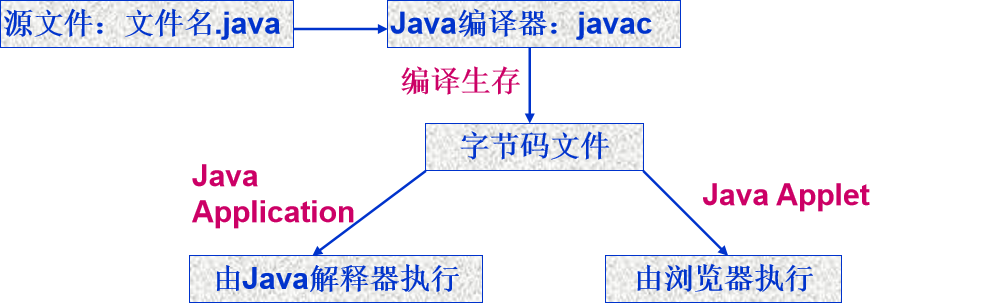 源文件：文件名.java
Java编译器：javac
编译生存
字节码文件
Java
Application
Java Applet
由Java解释器执行
由浏览器执行